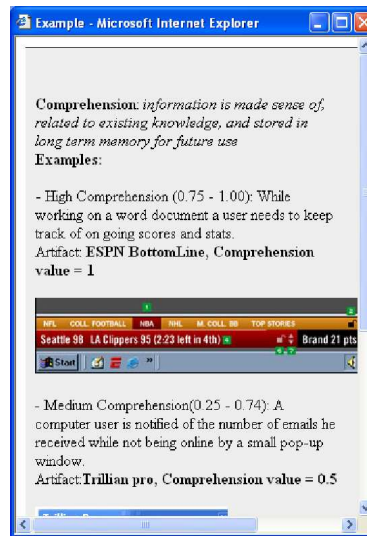 Example - Microsoft Internet Explorer
Comprehension: information is made sense of,
related to existing knowledge, and stored in
long term memory for future use
Examples:
- High Comprehension (0.75 - 1.00): While
working on a word document a user needs to keep
track of on going scores and stats.
Artifact: ESPN BottomLine, Comprehension
value = 1
NFL COLL. FOOTBALL NBA NHL M. COLL. BB TOP STORIES
Seattle 98 LA Clippers 95 (2:23 left in 4th) Brand 21 pts
Start
- Medium Comprehension(0.25 - 0.74): A
computer user is notified of the number of emails he
received while not being online by a small pop-up
window.
Artifact:Trillian pro, Comprehension value = 0.5